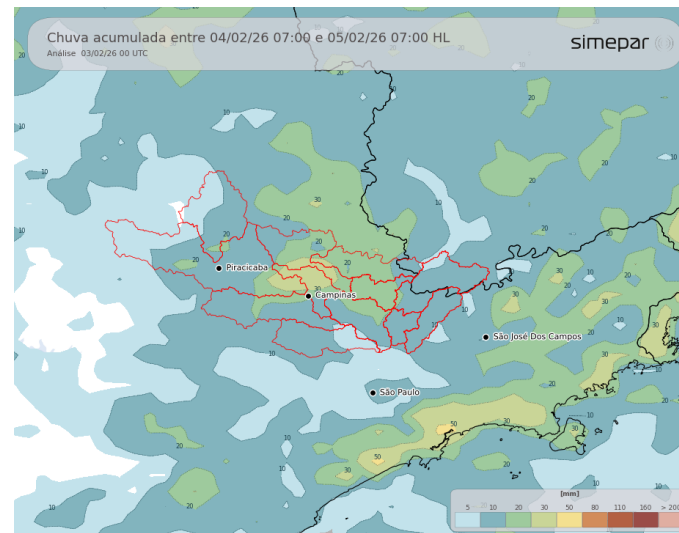 Chuva acumulada entre 04/02/26 07:00 e 05/02/26 07:00 HL
Análise 03/02/26 00 UTC
simepar
Piracicaba
Campinas
São José Dos Campos
São Paulo
[mm]
5 10 20 30 50 80 110 160 > 200